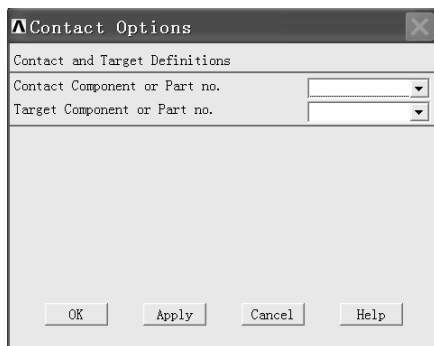 Contact Options
Contact and Target Definitions
Contact Component or Part no.
Target Component or Part no.
OK Apply Cancel Help